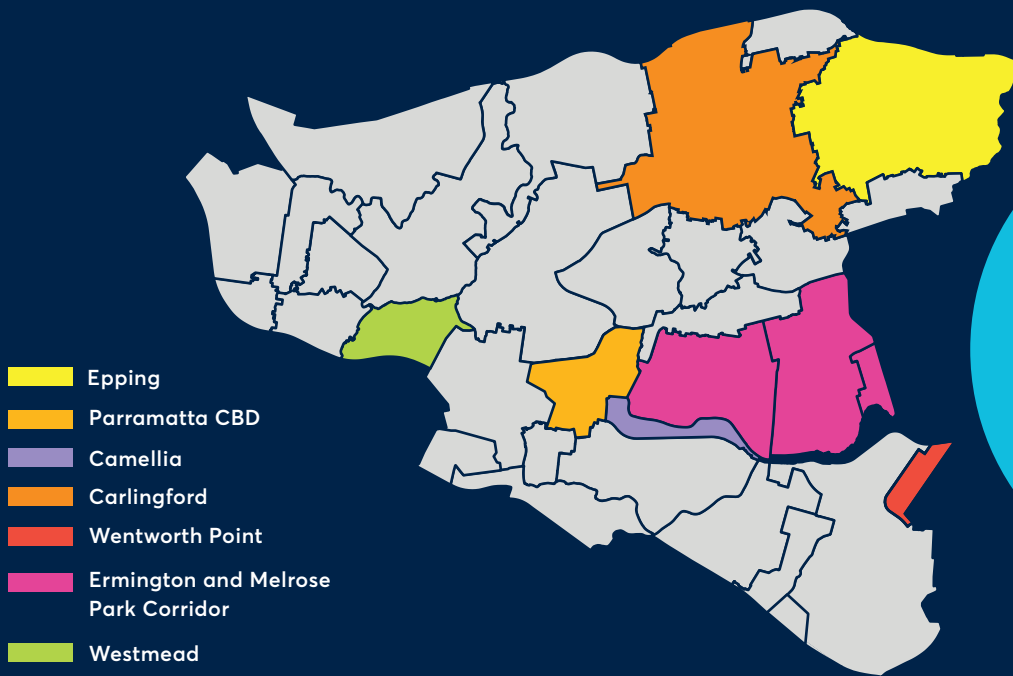 Epping
Parramatta CBD
Camellia
Carlingford
Wentworth Point
Ermington and Melrose
Park Corridor
Westmead